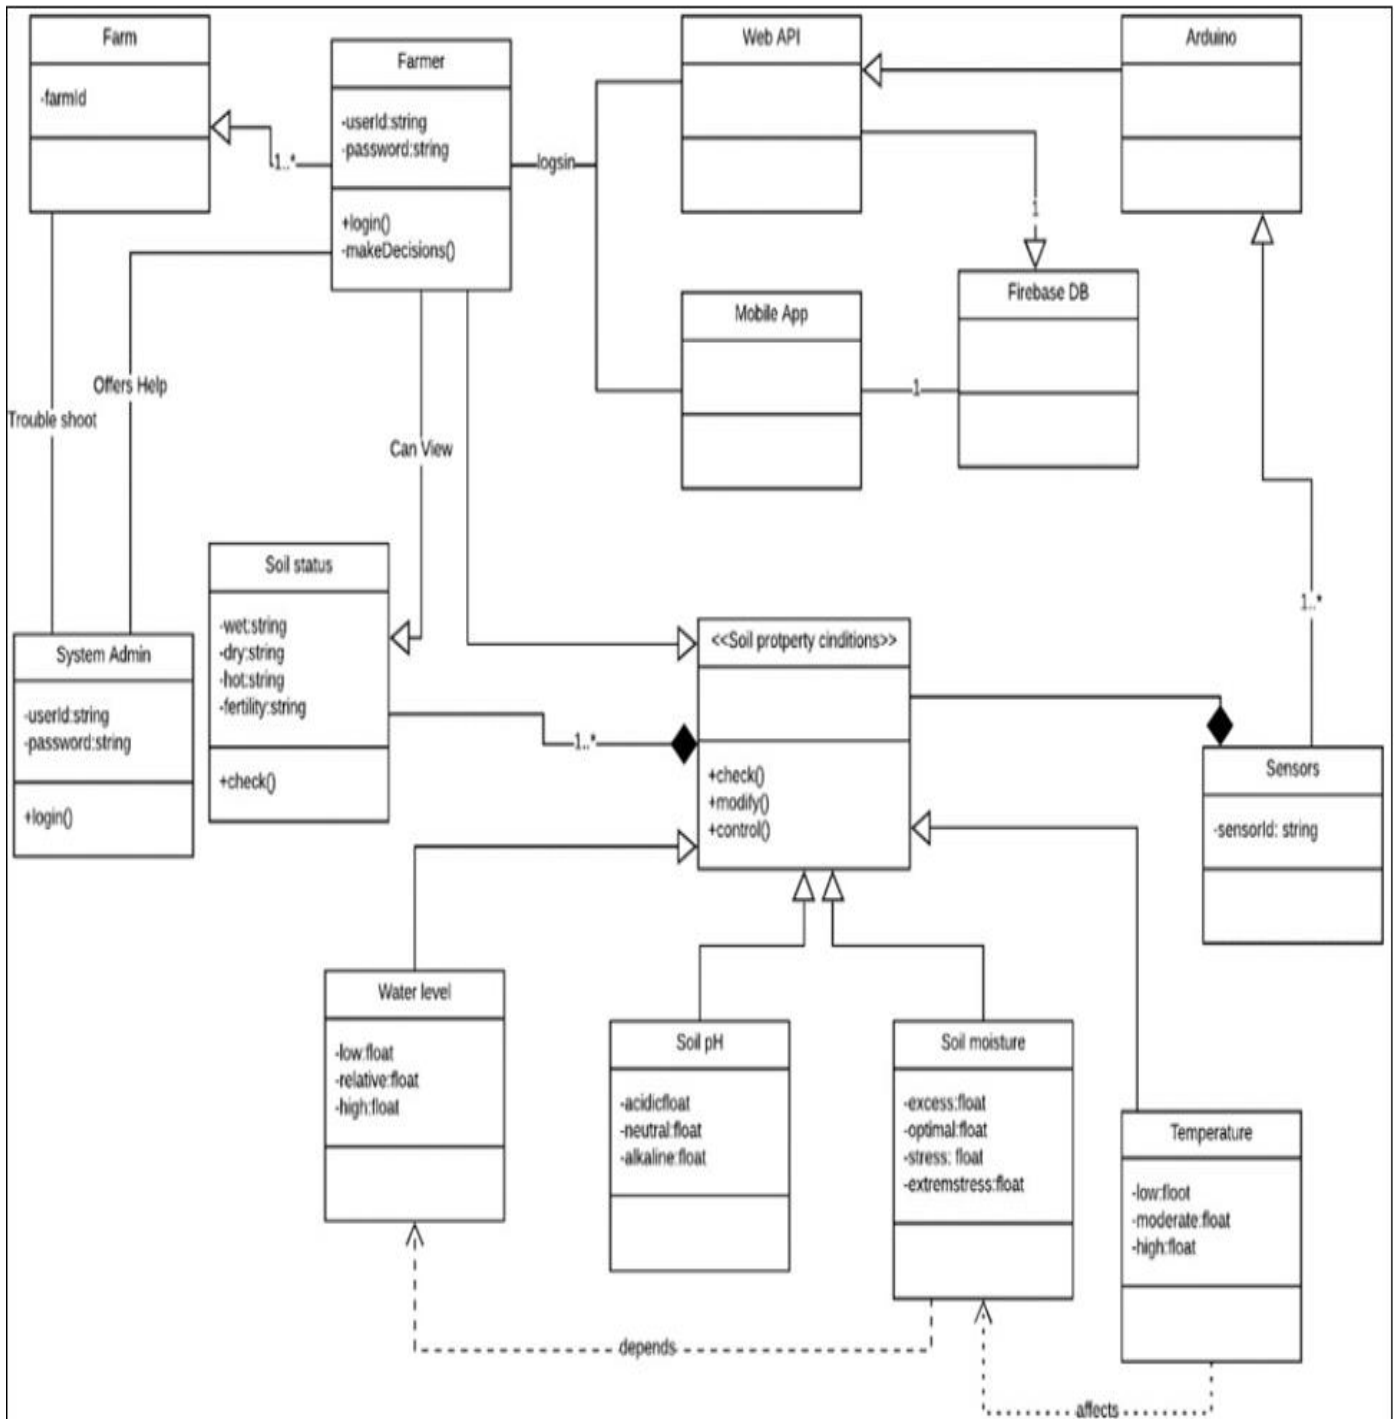 Farm
-farmId
Farmer
-userId:string
-password:string
+login()
-makeDecisions()
Web API
Arduino
1..*
logsin
Firebase DB
Mobile App
1
Offers Help
Trouble shoot
Can View
Soil status
-wet:string
-dry:string
-hot:string
-fertility:string
+check()
System Admin
-userId:string
-password:string
+login()
<<Soil protperty cinditions>>
+check()
+modify()
+control()
1..*
1..*
Sensors
-sensorId: string
Water level
-low:float
-relative:float
-high:float
Soil pH
-acidicfloat
-neutral:float
-alkaline:float
Soil moisture
-excess:float
-optimal:float
-stress: float
-extremstress:float
Temperature
-low:floot
-moderate:float
-high:float
depends
affects